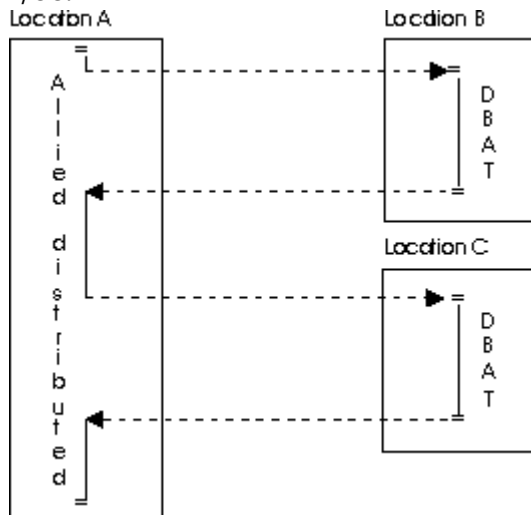 Location A
Location B
Allied distributed
DBAT
Location C
DBAT